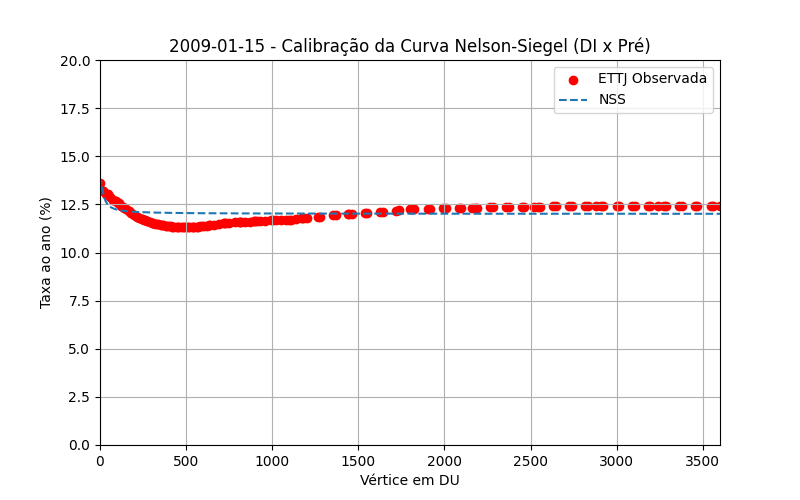 2009-01-15 - Calibração da Curva Nelson-Siegel (DI x Pré)
20.0
17.5
15.0
12.5
10.0
7.5
5.0
2.5
0.0
Taxa ao ano (%)
ETTJ Observada
NSS
0 500 1000 1500 2000 2500 3000 3500
Vértice em DU